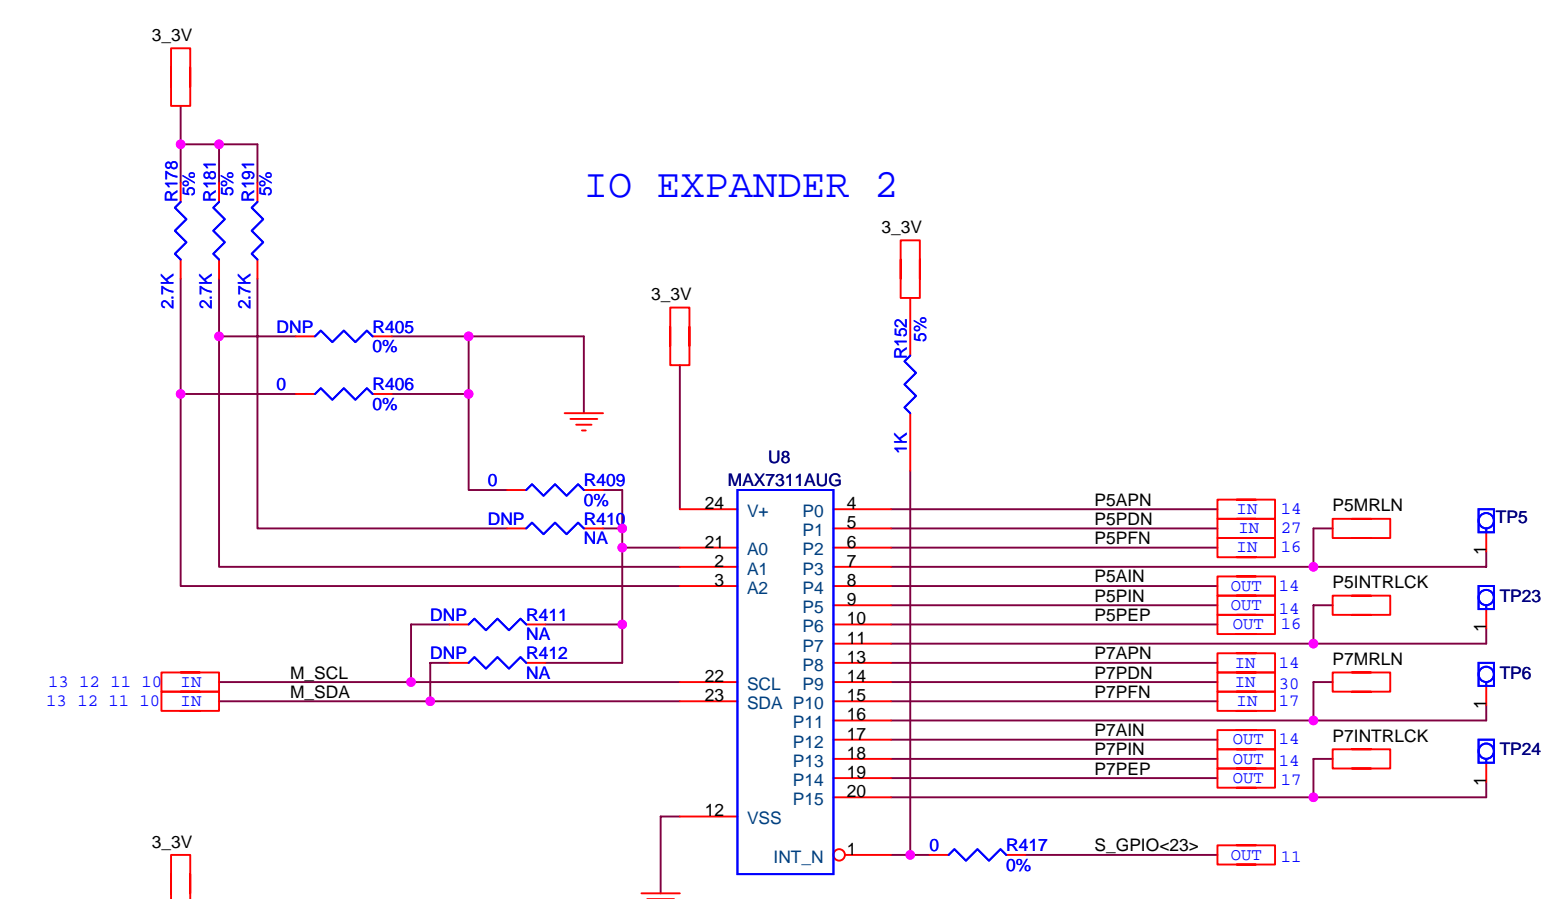 3_3V
R178
5%
2.7K
R181
5%
2.7K
R191
5%
2.7K
IO EXPANDER 2
3_3V
R152
5%
1K
3_3V
DNP
R405
0%
0
R406
0%
0
R409
0%
DNP
R410
NA
DNP
R411
NA
DNP
R412
NA
13 12 11 10 IN
M_SCL
13 12 11 10 IN
M_SDA
U8
MAX7311AUG
24 V+
21 A0
2 A1
3 A2
22 SCL
23 SDA
12 VSS
P0 4 P5APN IN 14
P1 5 P5PDN IN 27
P2 6 P5PFN IN 16
P3 7
P5MRLN
1
TP5
P4 8 P5AIN OUT 14
P5 9 P5PIN OUT 14
P6 10 P5PEP OUT 16
P7 11
P5INTRLCK
1
TP23
P8 13 P7APN IN 14
P9 14 P7PDN IN 30
P10 15 P7PFN IN 17
P11 16
P7MRLN
1
TP6
P12 17 P7AIN OUT 14
P13 18 P7PIN OUT 14
P14 19 P7PEP OUT 17
P15 20
P7INTRLCK
1
TP24
INT_N 1
0
R417
0%
S_GPIO<23> OUT 11
3_3V